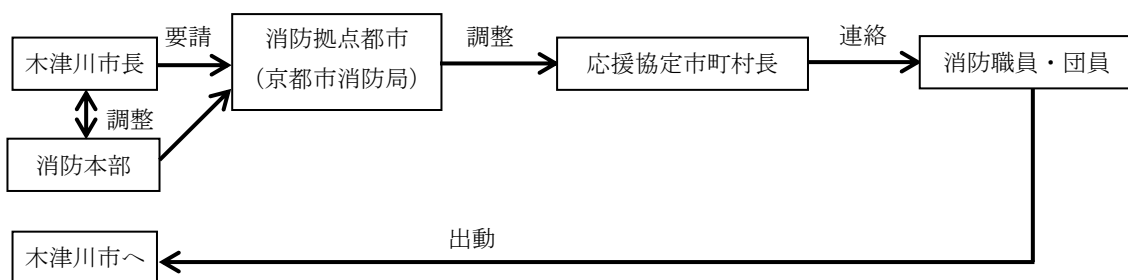 木津川市長
要請
消防拠点都市
(京都市消防局)
調整
応援協定市町村長
連絡
消防職員・団員
調整
消防本部
出動
木津川市へ